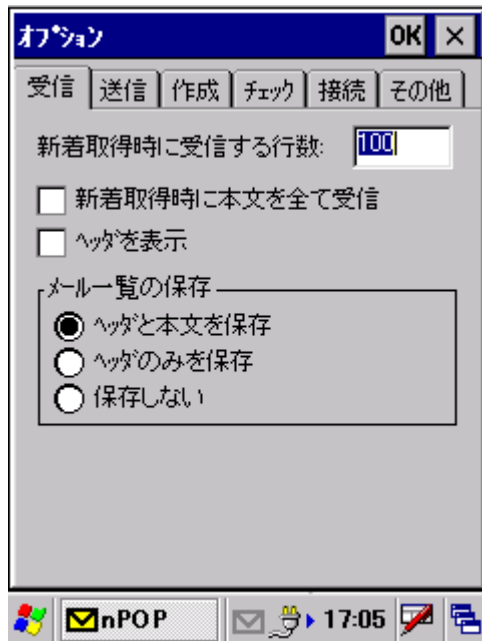 ｵﾌﾟｼｮﾝ OK ×
受信 送信 作成 ﾁｪｯｸ 接続 その他
新着取得時に受信する行数: 100
新着取得時に本文を全て受信
ﾍｯﾀﾞを表示
ﾒｰﾙ一覧の保存
ﾍｯﾀﾞと本文を保存
ﾍｯﾀﾞのみを保存
保存しない
nPOP 17:05